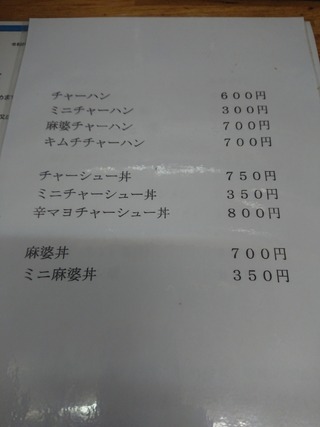 チャーハン ６００円
ミニチャーハン ３００円
麻婆チャーハン ７００円
キムチチャーハン ７００円
チャーシュー丼 ７５０円
ミニチャーシュー丼 ３５０円
辛マヨチャーシュー丼 ８００円
麻婆丼 ７００円
ミニ麻婆丼 ３５０円